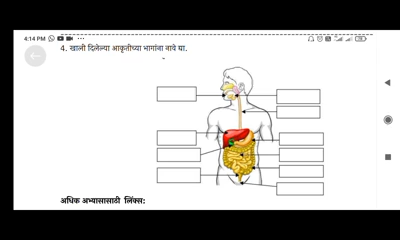 4:14 PM
4. खाली दिलेल्या आकृतीच्या भागांना नावे द्या.
अधिक अभ्यासासाठी लिंक्स: